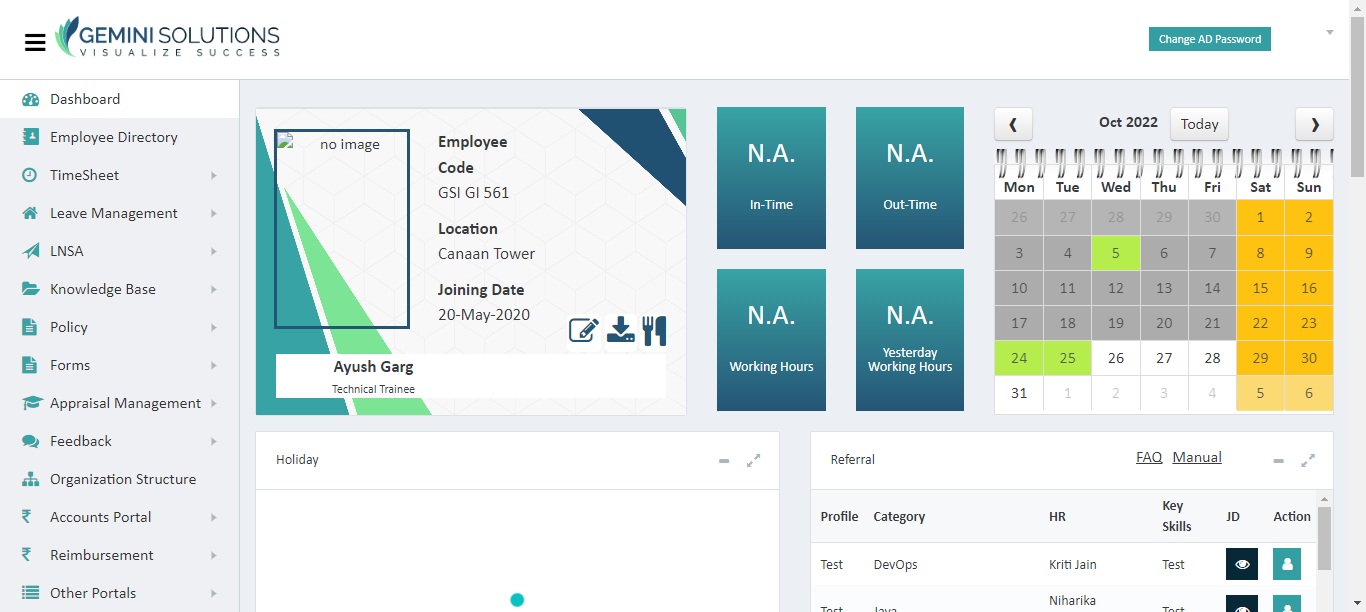 GEMINI SOLUTIONS
VISUALIZE SUCCESS
Change AD Password
Dashboard
Employee Directory
TimeSheet
Leave Management
LNSA
Knowledge Base
Policy
Forms
Appraisal Management
Feedback
Organization Structure
Accounts Portal
Reimbursement
Other Portals
no image
Employee
Code
GSI GI 561
Location
Canaan Tower
Joining Date
20-May-2020
Ayush Garg
Technical Trainee
N.A.
In-Time
N.A.
Out-Time
N.A.
Working Hours
N.A.
Yesterday
Working Hours
❮ Oct 2022 Today ❯
Mon Tue Wed Thu Fri Sat Sun
26 27 28 29 30 1 2
3 4 5 6 7 8 9
10 11 12 13 14 15 16
17 18 19 20 21 22 23
24 25 26 27 28 29 30
31 1 2 3 4 5 6
Holiday
Referral FAQ Manual
Profile Category HR Key Skills JD Action
Test DevOps Kriti Jain Test
Test Java Niharika Test